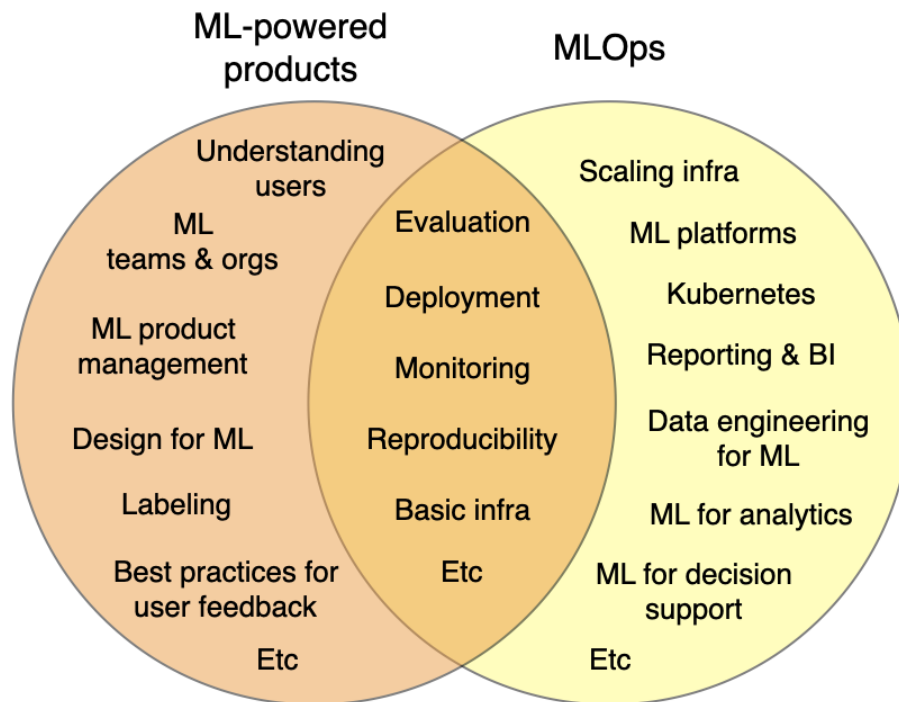 ML-powered
products
MLOps
Understanding
users
ML
teams & orgs
ML product
management
Design for ML
Labeling
Best practices for
user feedback
Etc
Evaluation
Deployment
Monitoring
Reproducibility
Basic infra
Etc
Scaling infra
ML platforms
Kubernetes
Reporting & BI
Data engineering
for ML
ML for analytics
ML for decision
support
Etc